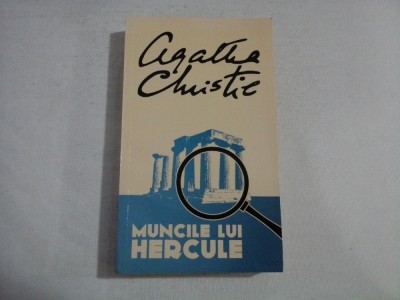 Agatha
Christie
MUNCILE LUI
HERCULE